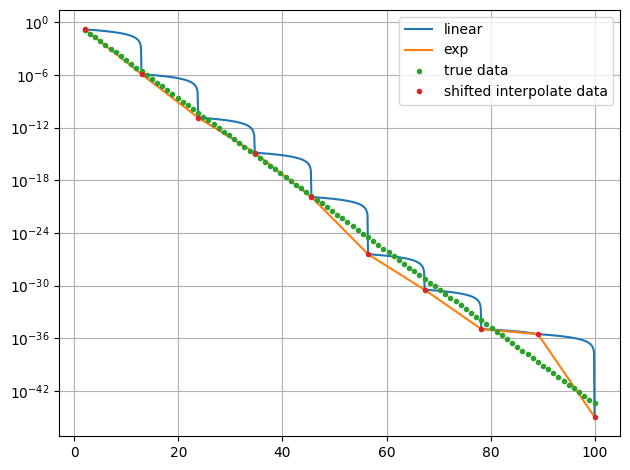 linear
exp
true data
shifted interpolate data
10^0
10^-6
10^-12
10^-18
10^-24
10^-30
10^-36
10^-42
0 20 40 60 80 100